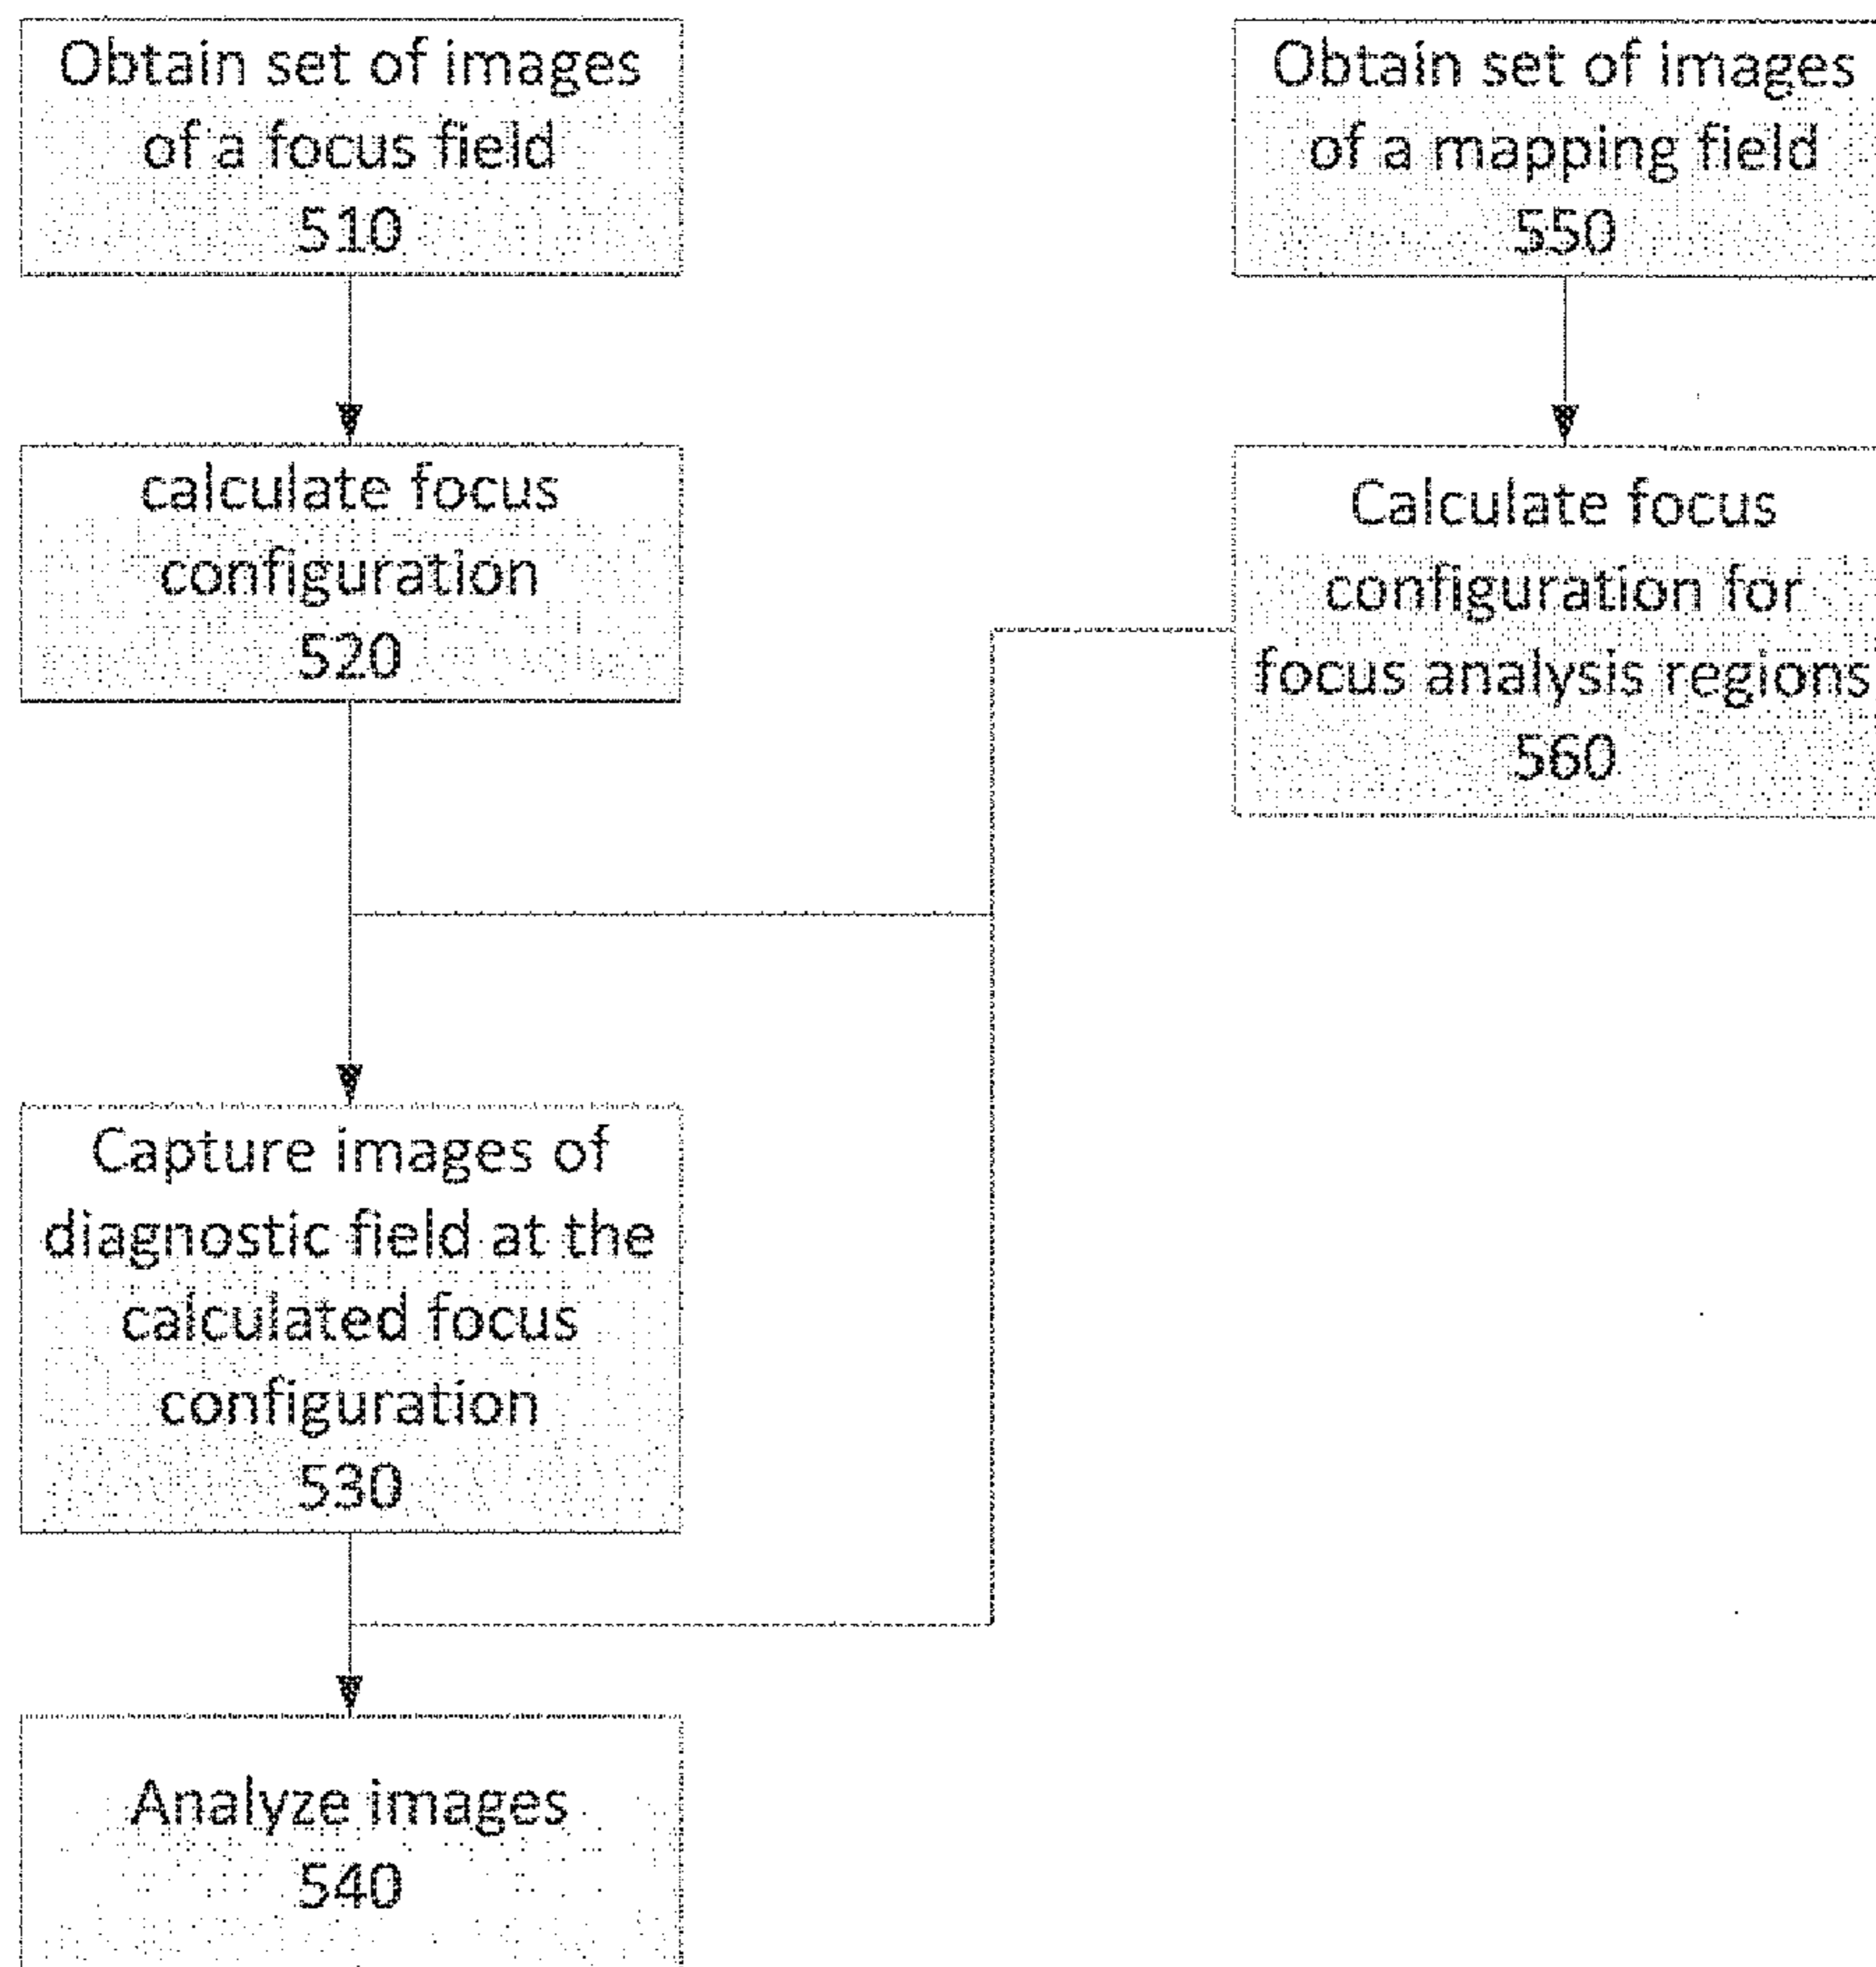 Obtain set of images
of a focus field
510
calculate focus
configuration
520
Capture images of
diagnostic field at the
calculated focus
configuration
530
Analyze images
540
Obtain set of images
of a mapping field
550
Calculate focus
configuration for
focus analysis regions
560